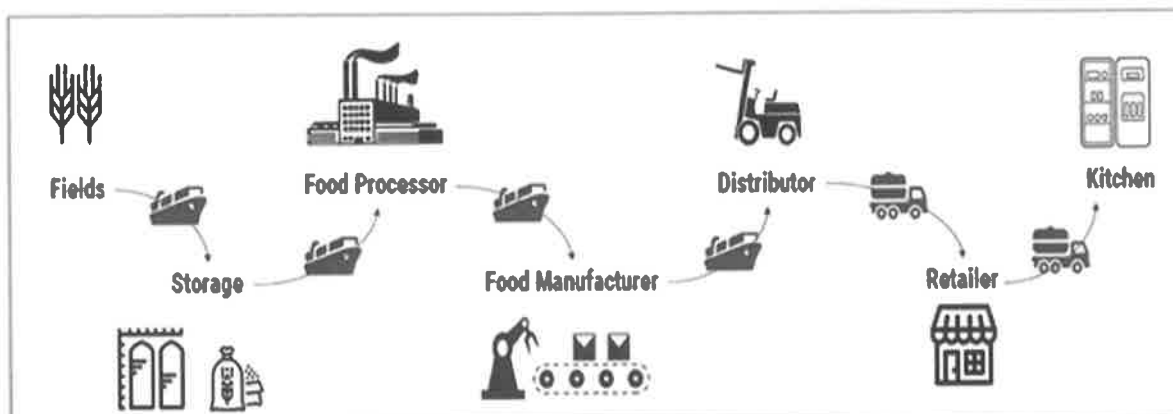 Fields
Food Processor
Distributor
Kitchen
Storage
Food Manufacturer
Retailer